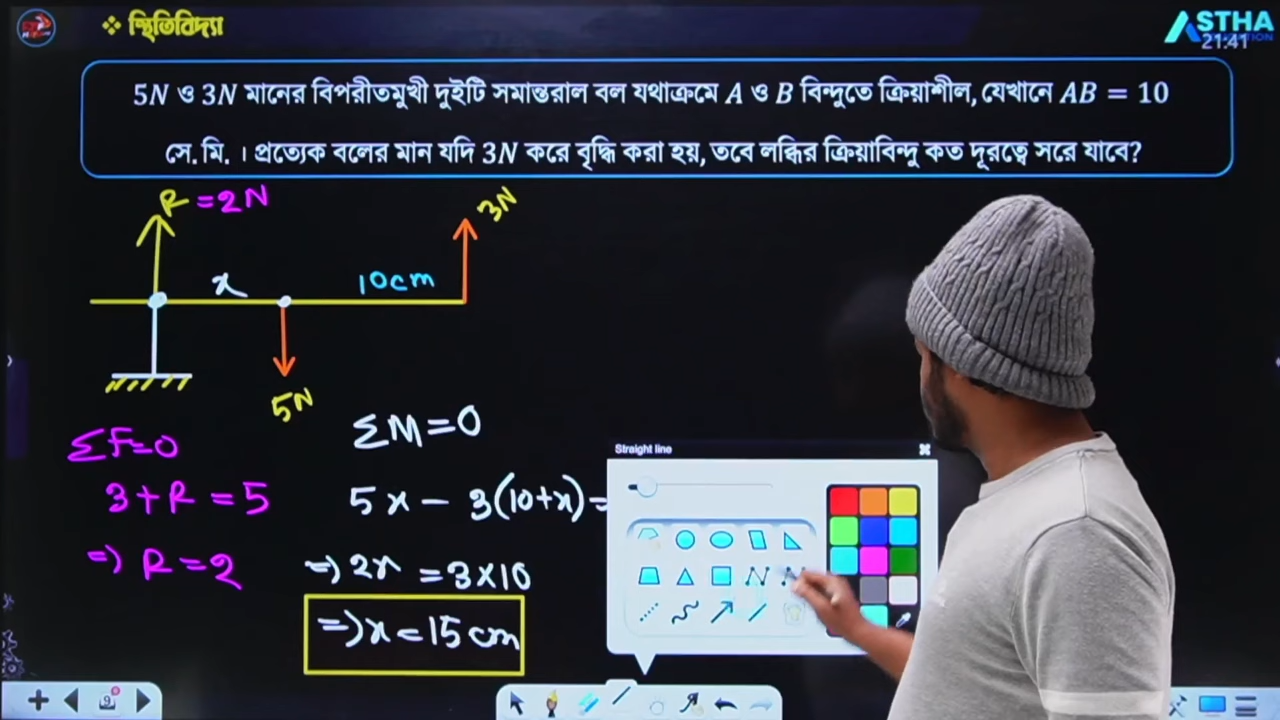 ❖ স্থিতিবিদ্যা
ASTHA
21:41
5N ও 3N মানের বিপরীতমুখী দুইটি সমান্তরাল বল যথাক্রমে A ও B বিন্দুতে ক্রিয়াশীল, যেখানে AB = 10
সে. মি. । প্রত্যেক বলের মান যদি 3N করে বৃদ্ধি করা হয়, তবে লব্ধির ক্রিয়াবিন্দু কত দূরত্বে সরে যাবে?
R = 2N
3N
x
10cm
5N
ΣF=0
3+R = 5
⇒ R = 2
ΣM=0
5x - 3(10+x) =
⇒ 2x = 3×10
⇒ x = 15 cm
Straight line
9